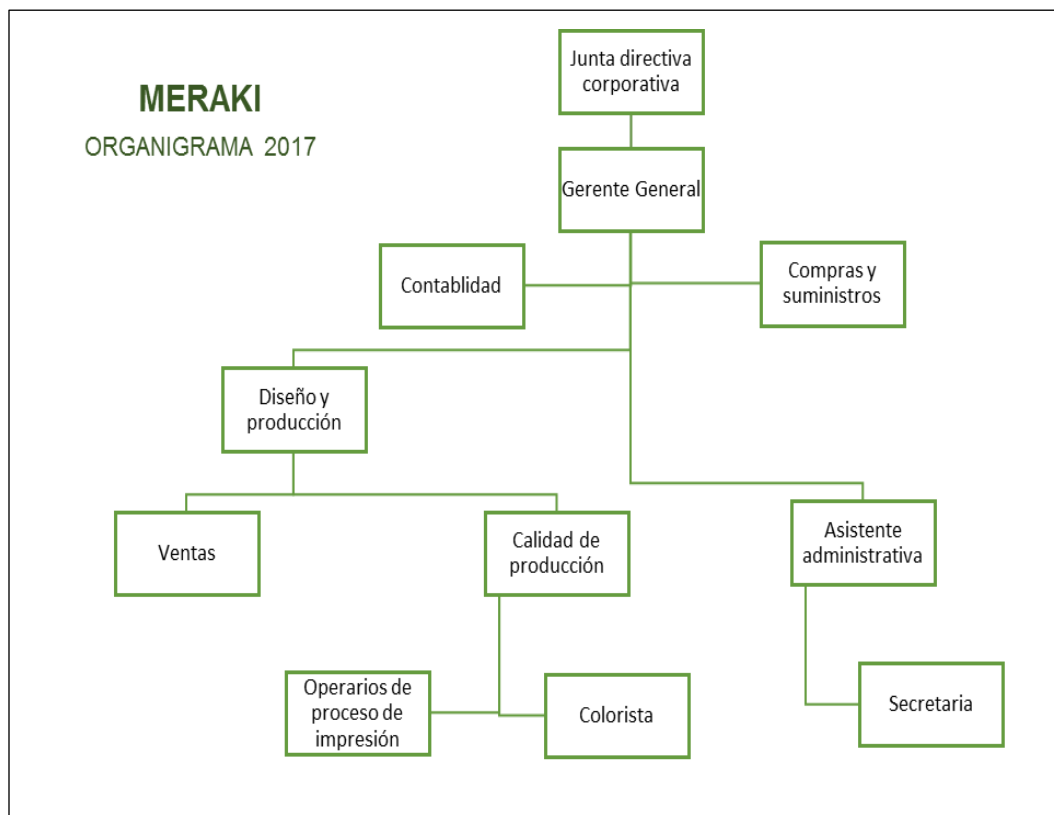 Junta directiva
corporativa
MERAKI
ORGANIGRAMA 2017
Gerente General
Contablidad
Compras y
suministros
Diseño y
producción
Ventas
Calidad de
producción
Asistente
administrativa
Operarios de
proceso de
impresión
Colorista
Secretaria